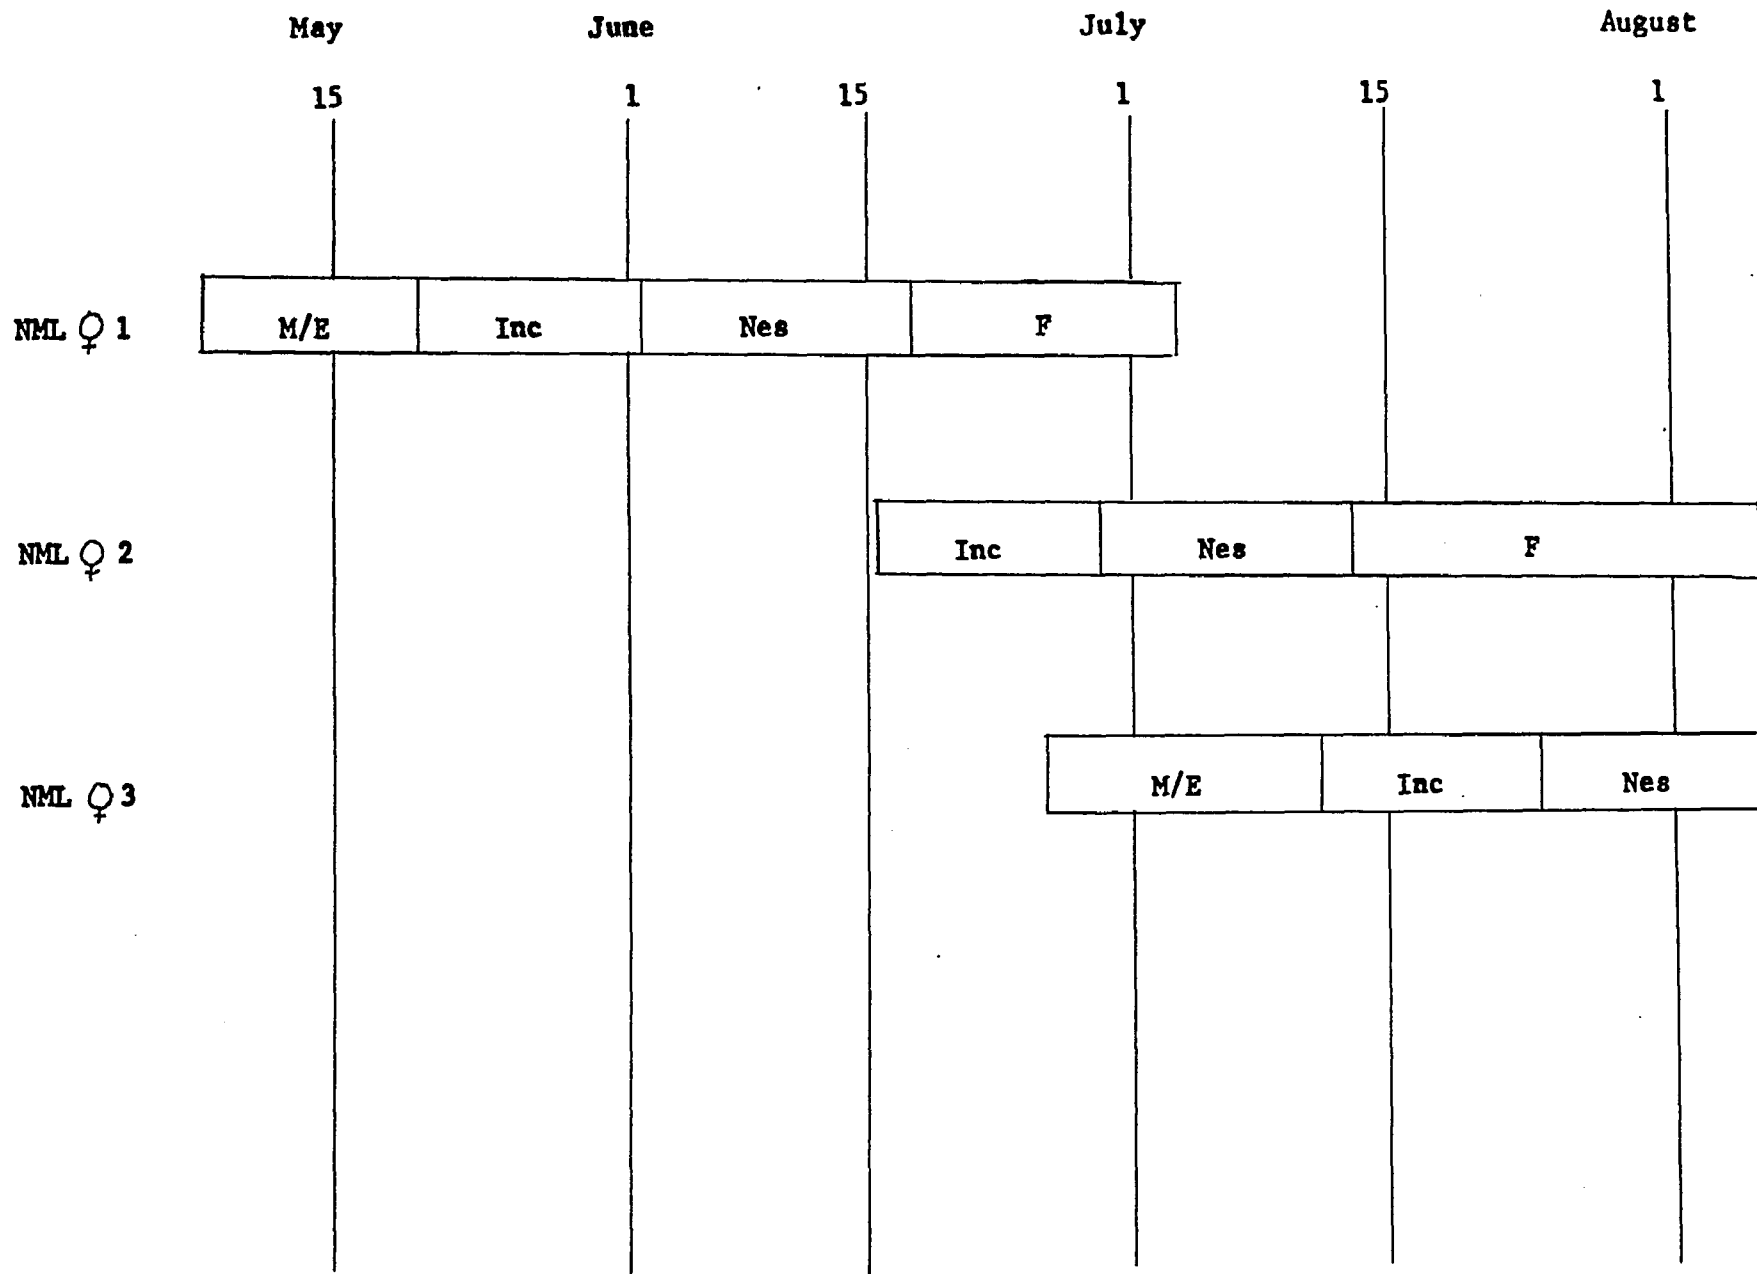 May June July August
15 1 15 1 15 1
NML ♀ 1 M/E Inc Nes F
NML ♀ 2 Inc Nes F
NML ♀ 3 M/E Inc Nes